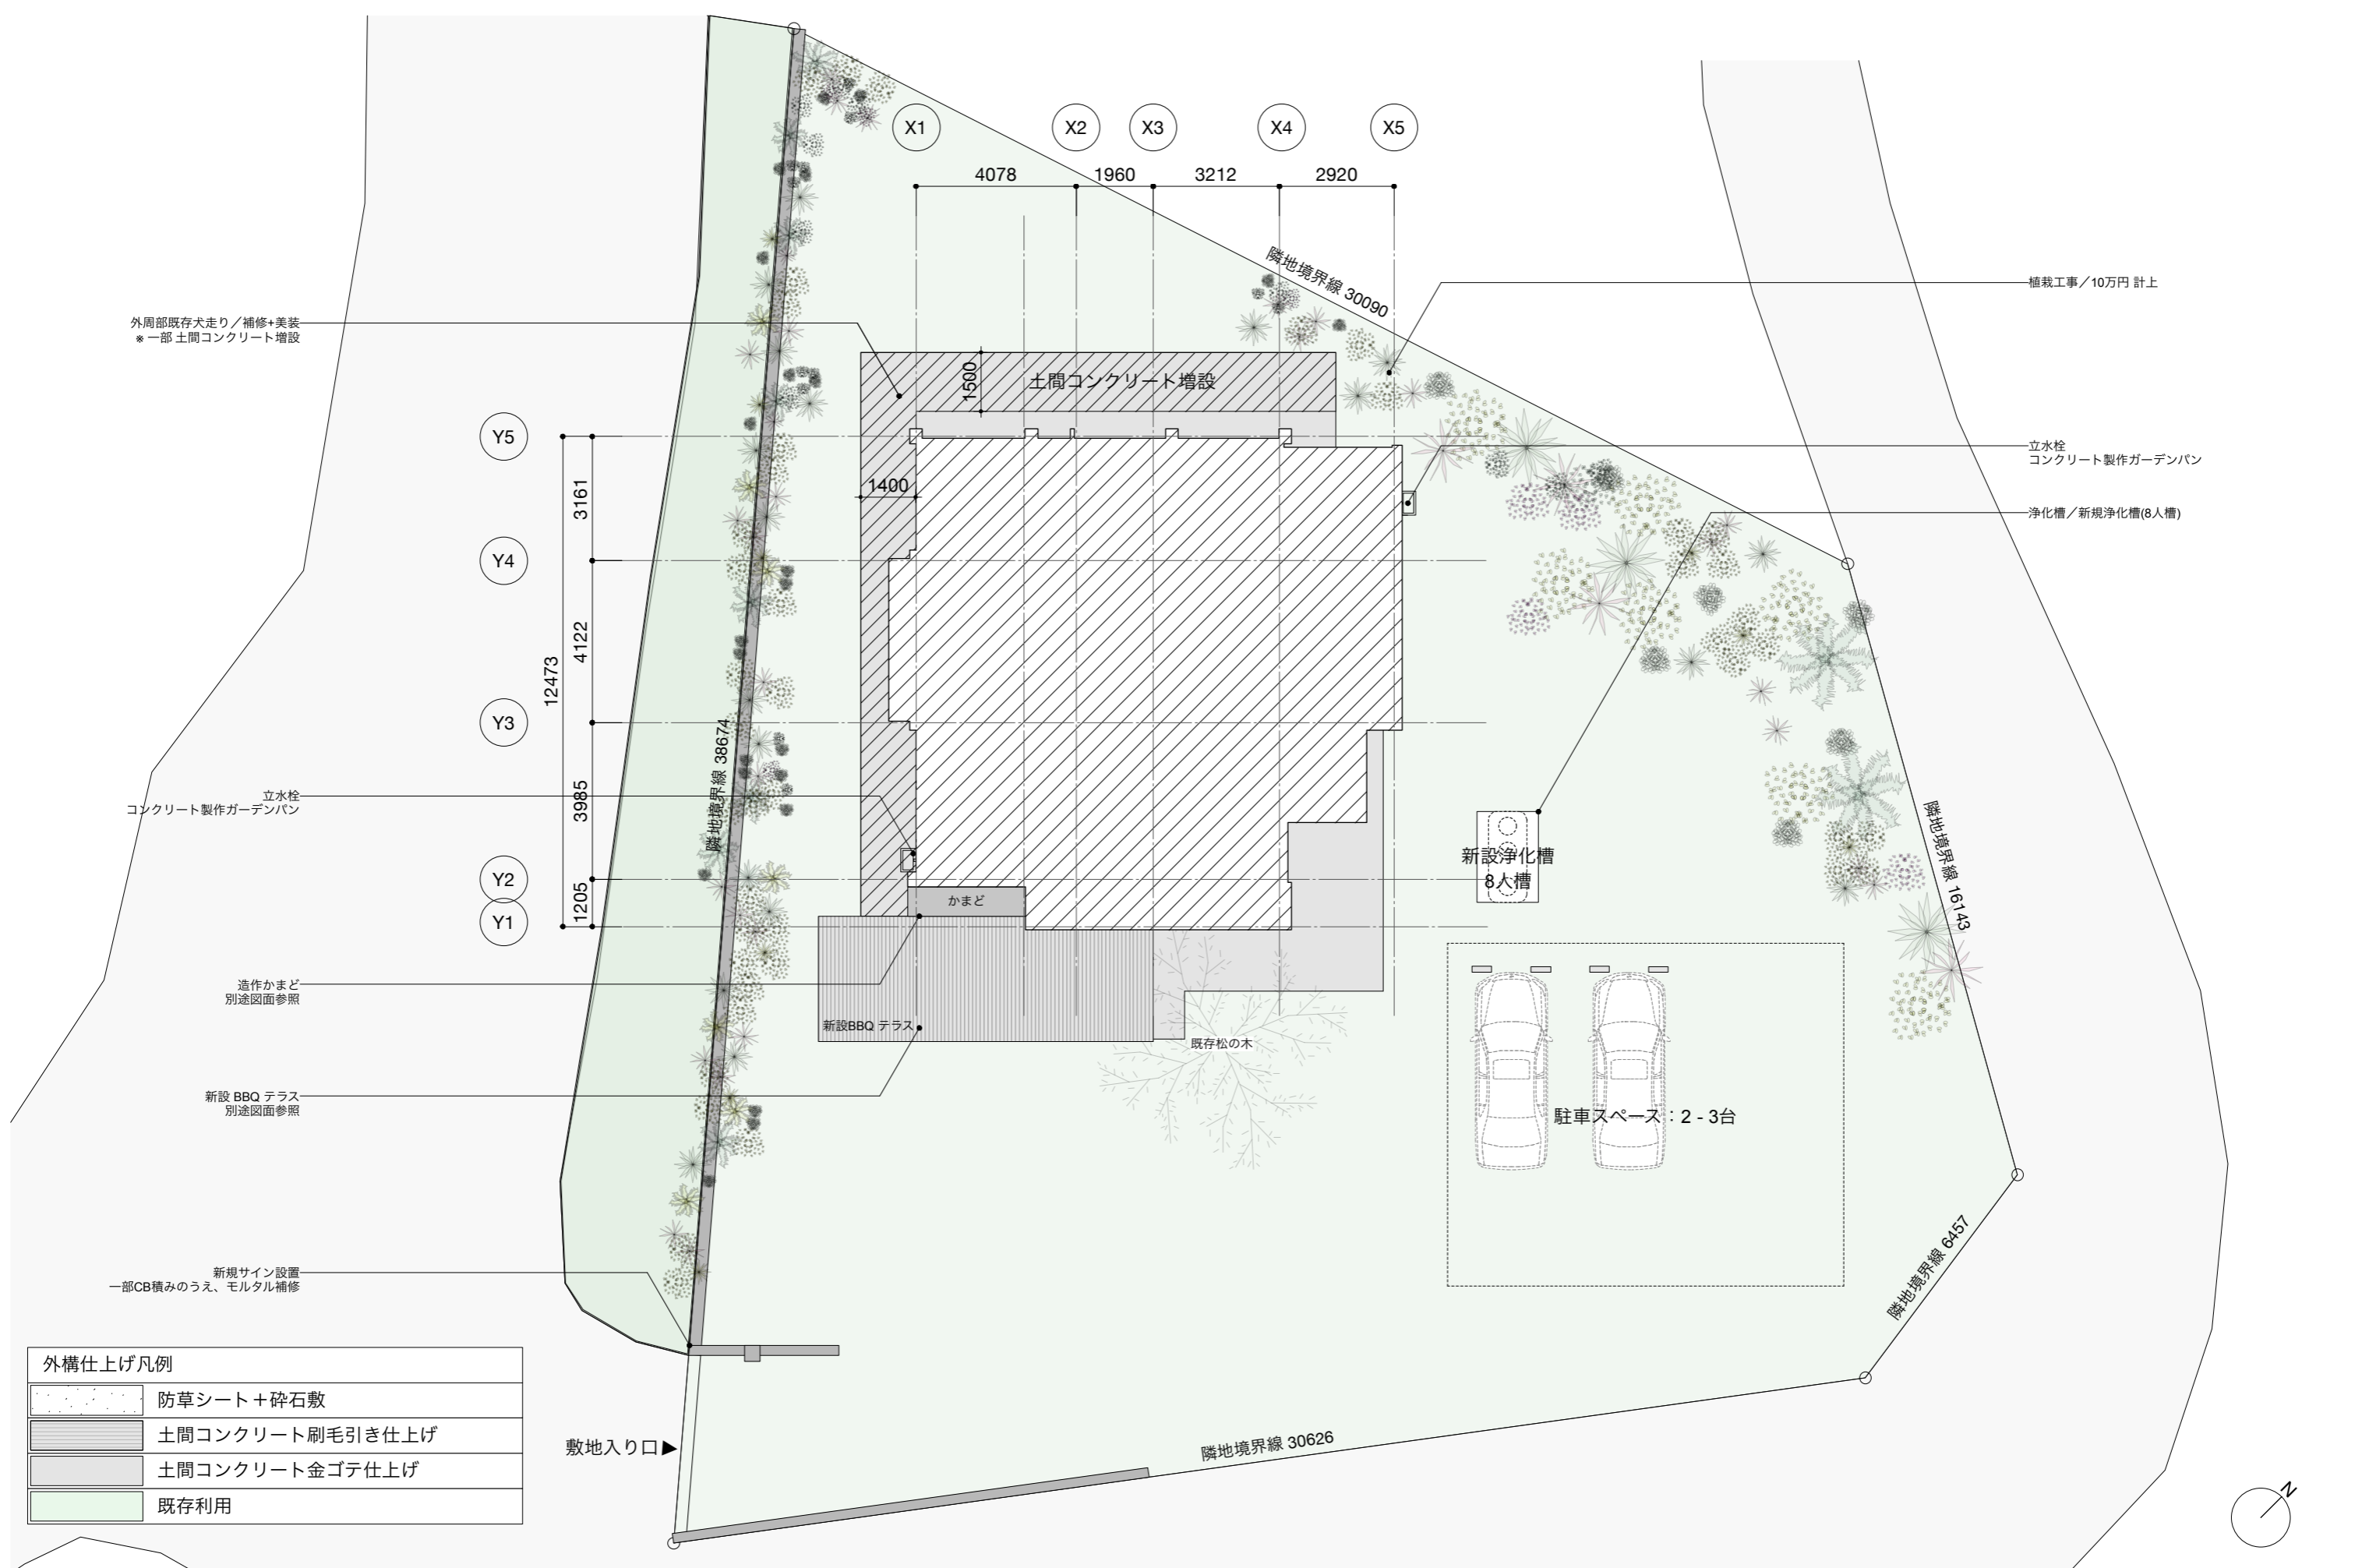 X1
X2
X3
X4
X5
4078
1960
3212
2920
隣地境界線 30090
植栽工事／10万円 計上
外周部既存犬走り／補修+美装
※ 一部 土間コンクリート増設
1500
土間コンクリート増設
立水栓
コンクリート製作ガーデンパン
浄化槽／新規浄化槽(8人槽)
Y5
Y4
Y3
Y2
Y1
3161
4122
3985
1205
12473
1400
隣地境界線 38674
立水栓
コンクリート製作ガーデンパン
かまど
新設浄化槽
8人槽
隣地境界線 16143
造作かまど
別途図面参照
新設BBQ テラス
既存松の木
新設 BBQ テラス
別途図面参照
駐車スペース：2 - 3台
隣地境界線 6457
新規サイン設置
一部CB積みのうえ、モルタル補修
敷地入り口▶
隣地境界線 30626
外構仕上げ凡例
防草シート＋砕石敷
土間コンクリート刷毛引き仕上げ
土間コンクリート金ゴテ仕上げ
既存利用
N